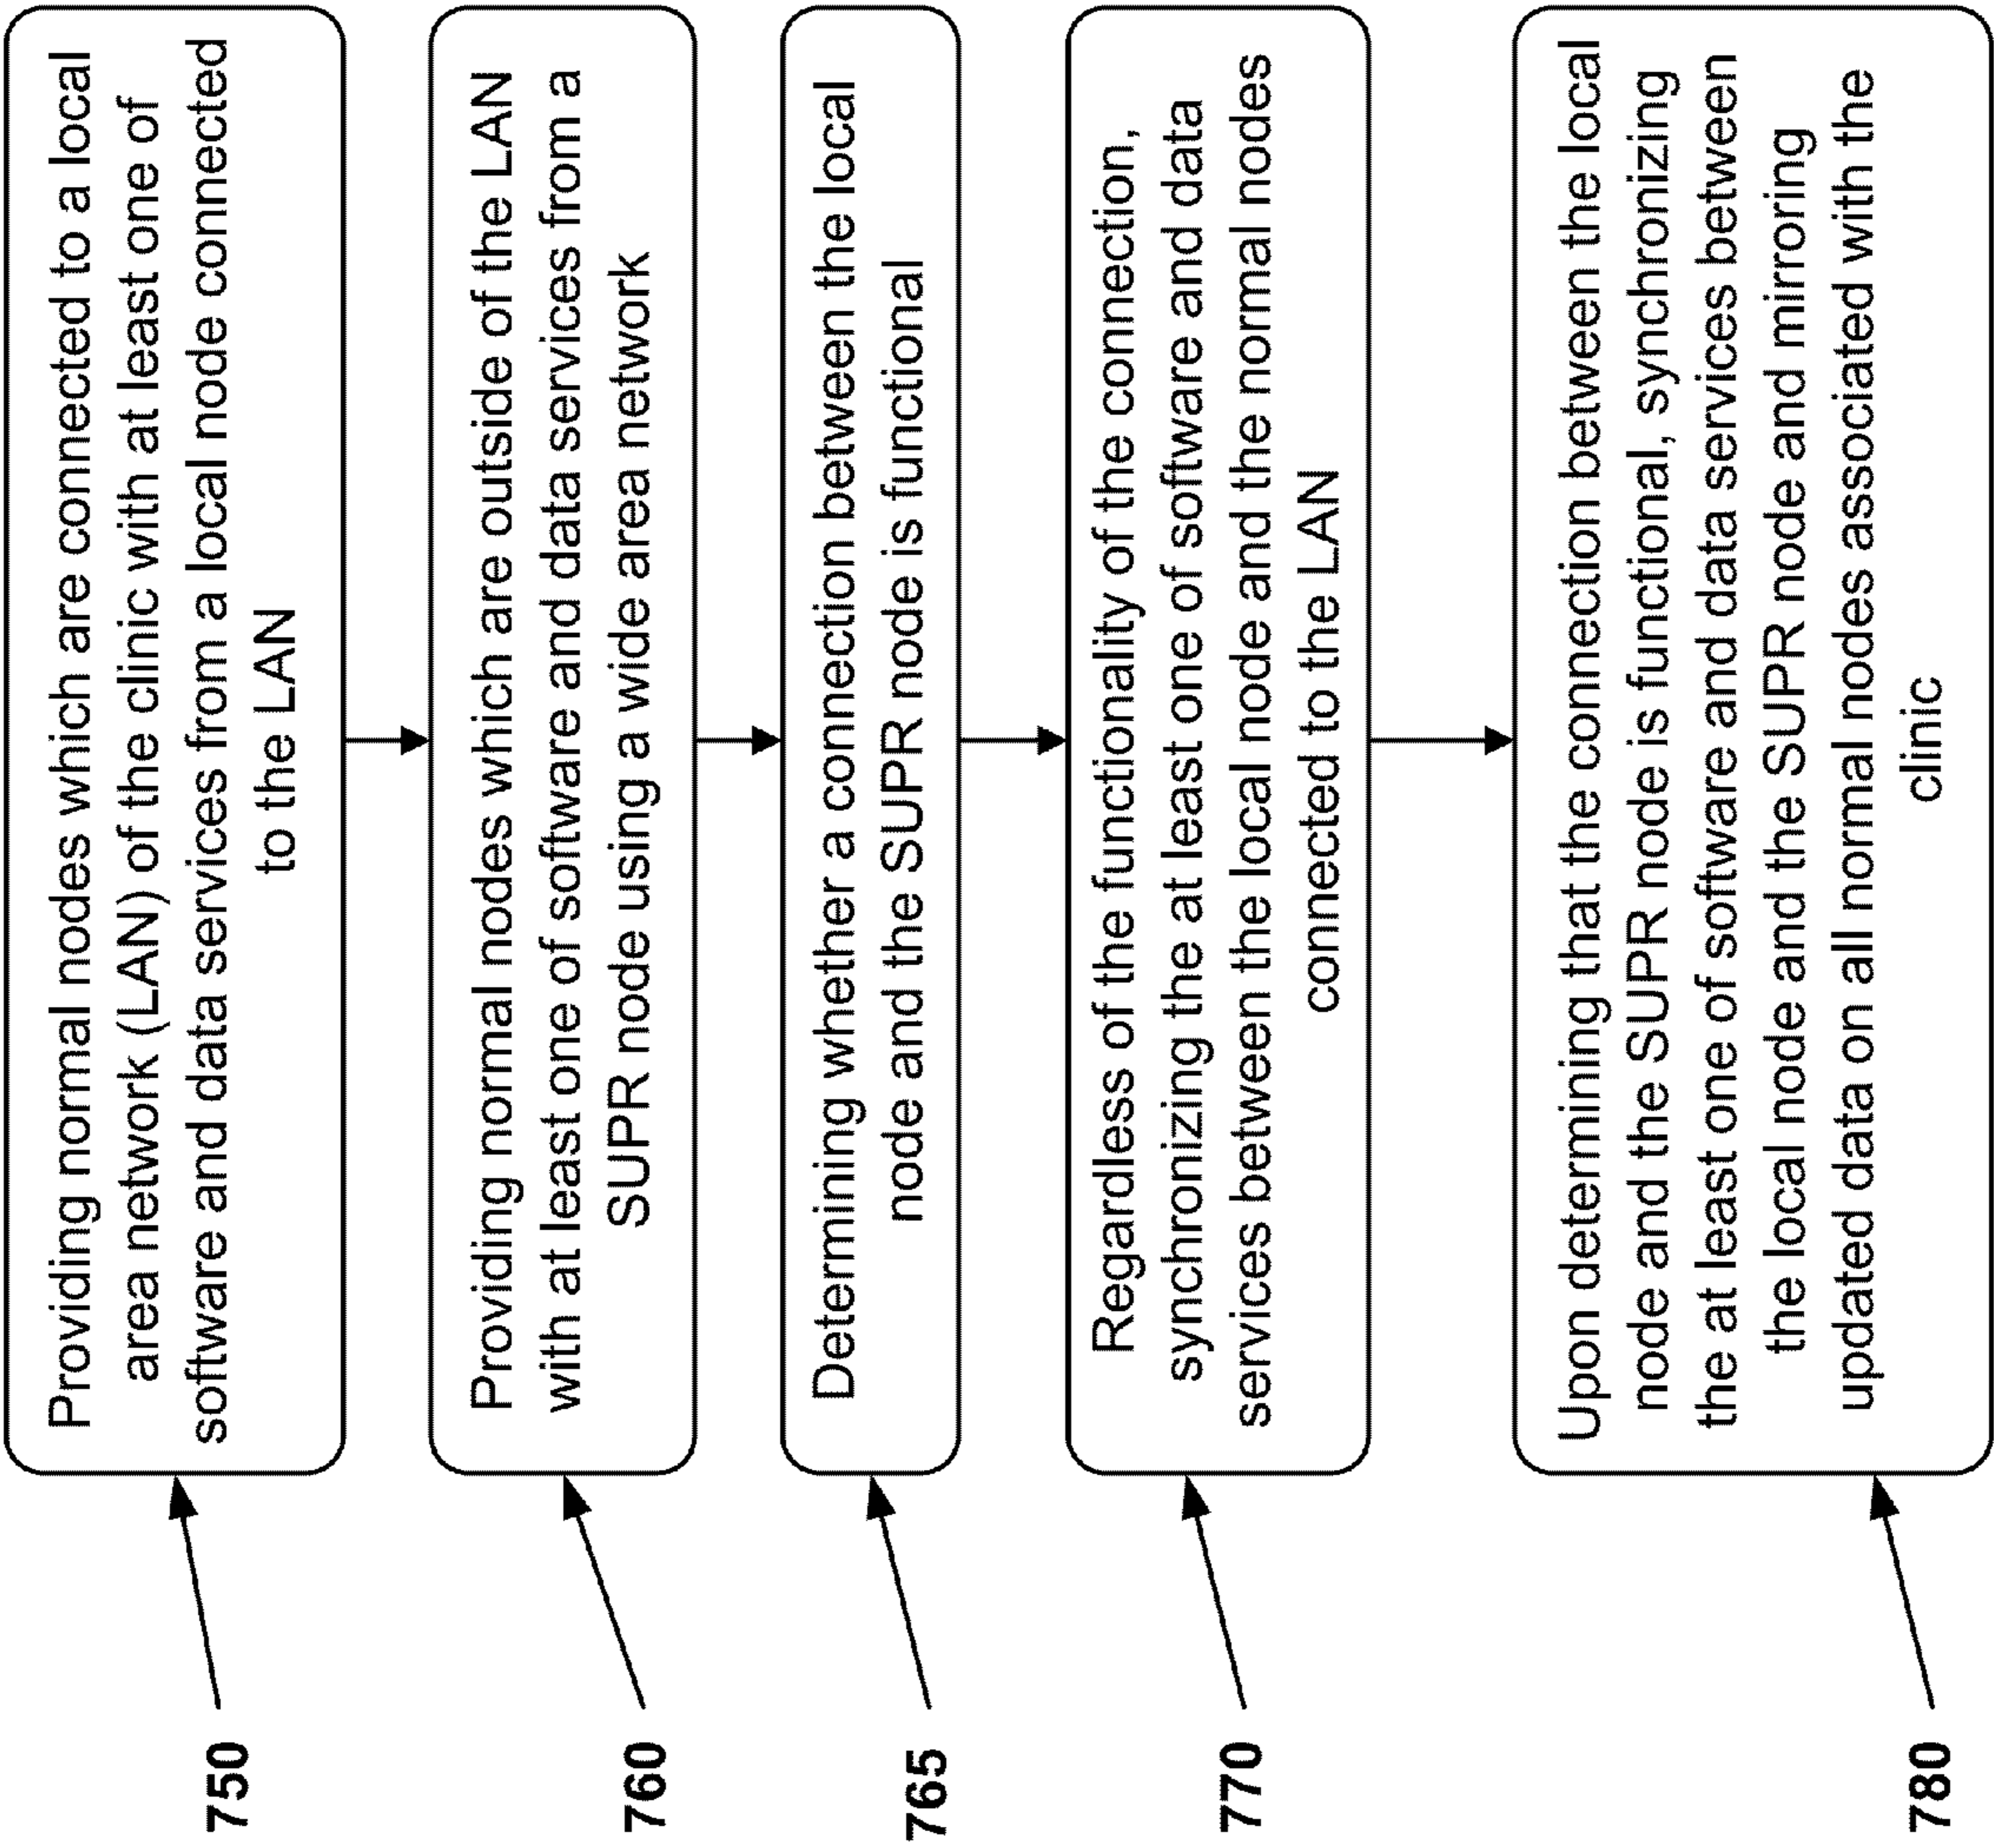 750
Providing normal nodes which are connected to a local
area network (LAN) of the clinic with at least one of
software and data services from a local node connected
to the LAN
760
Providing normal nodes which are outside of the LAN
with at least one of software and data services from a
SUPR node using a wide area network
765
Determining whether a connection between the local
node and the SUPR node is functional
770
Regardless of the functionality of the connection,
synchronizing the at least one of software and data
services between the local node and the normal nodes
connected to the LAN
780
Upon determining that the connection between the local
node and the SUPR node is functional, synchronizing
the at least one of software and data services between
the local node and the SUPR node and mirroring
updated data on all normal nodes associated with the
clinic